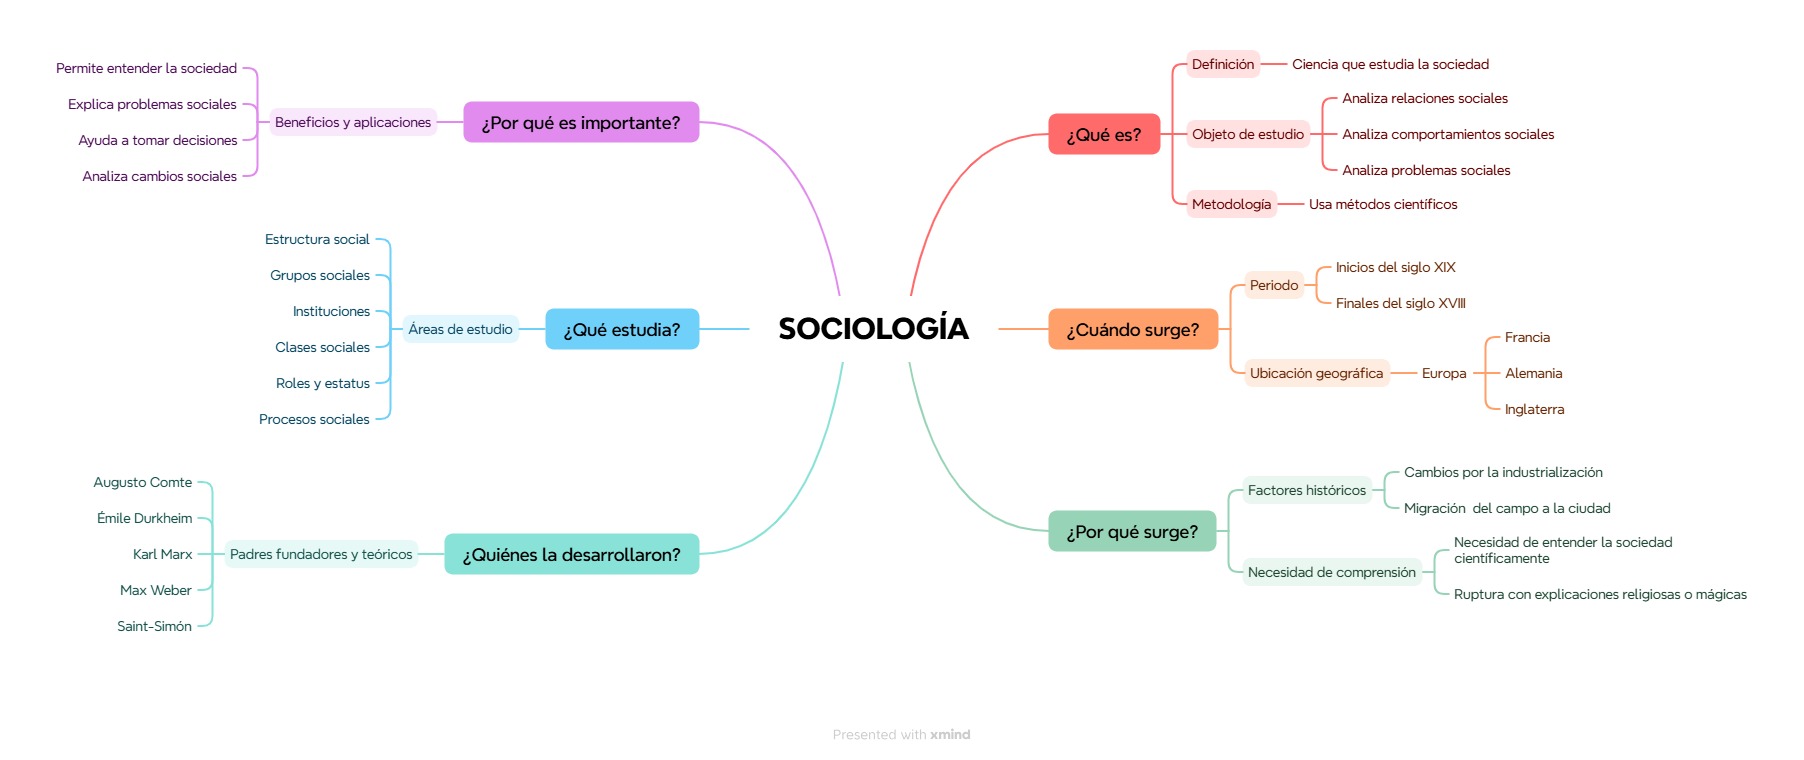 SOCIOLOGÍA
¿Qué es?
Definición
Ciencia que estudia la sociedad
Objeto de estudio
Analiza relaciones sociales
Analiza comportamientos sociales
Analiza problemas sociales
Metodología
Usa métodos científicos
¿Cuándo surge?
Periodo
Inicios del siglo XIX
Finales del siglo XVIII
Ubicación geográfica
Europa
Francia
Alemania
Inglaterra
¿Por qué surge?
Factores históricos
Cambios por la industrialización
Migración  del campo a la ciudad
Necesidad de comprensión
Necesidad de entender la sociedad
científicamente
Ruptura con explicaciones religiosas o mágicas
¿Por qué es importante?
Beneficios y aplicaciones
Permite entender la sociedad
Explica problemas sociales
Ayuda a tomar decisiones
Analiza cambios sociales
¿Qué estudia?
Áreas de estudio
Estructura social
Grupos sociales
Instituciones
Clases sociales
Roles y estatus
Procesos sociales
¿Quiénes la desarrollaron?
Padres fundadores y teóricos
Augusto Comte
Émile Durkheim
Karl Marx
Max Weber
Saint-Simón
Presented with xmind